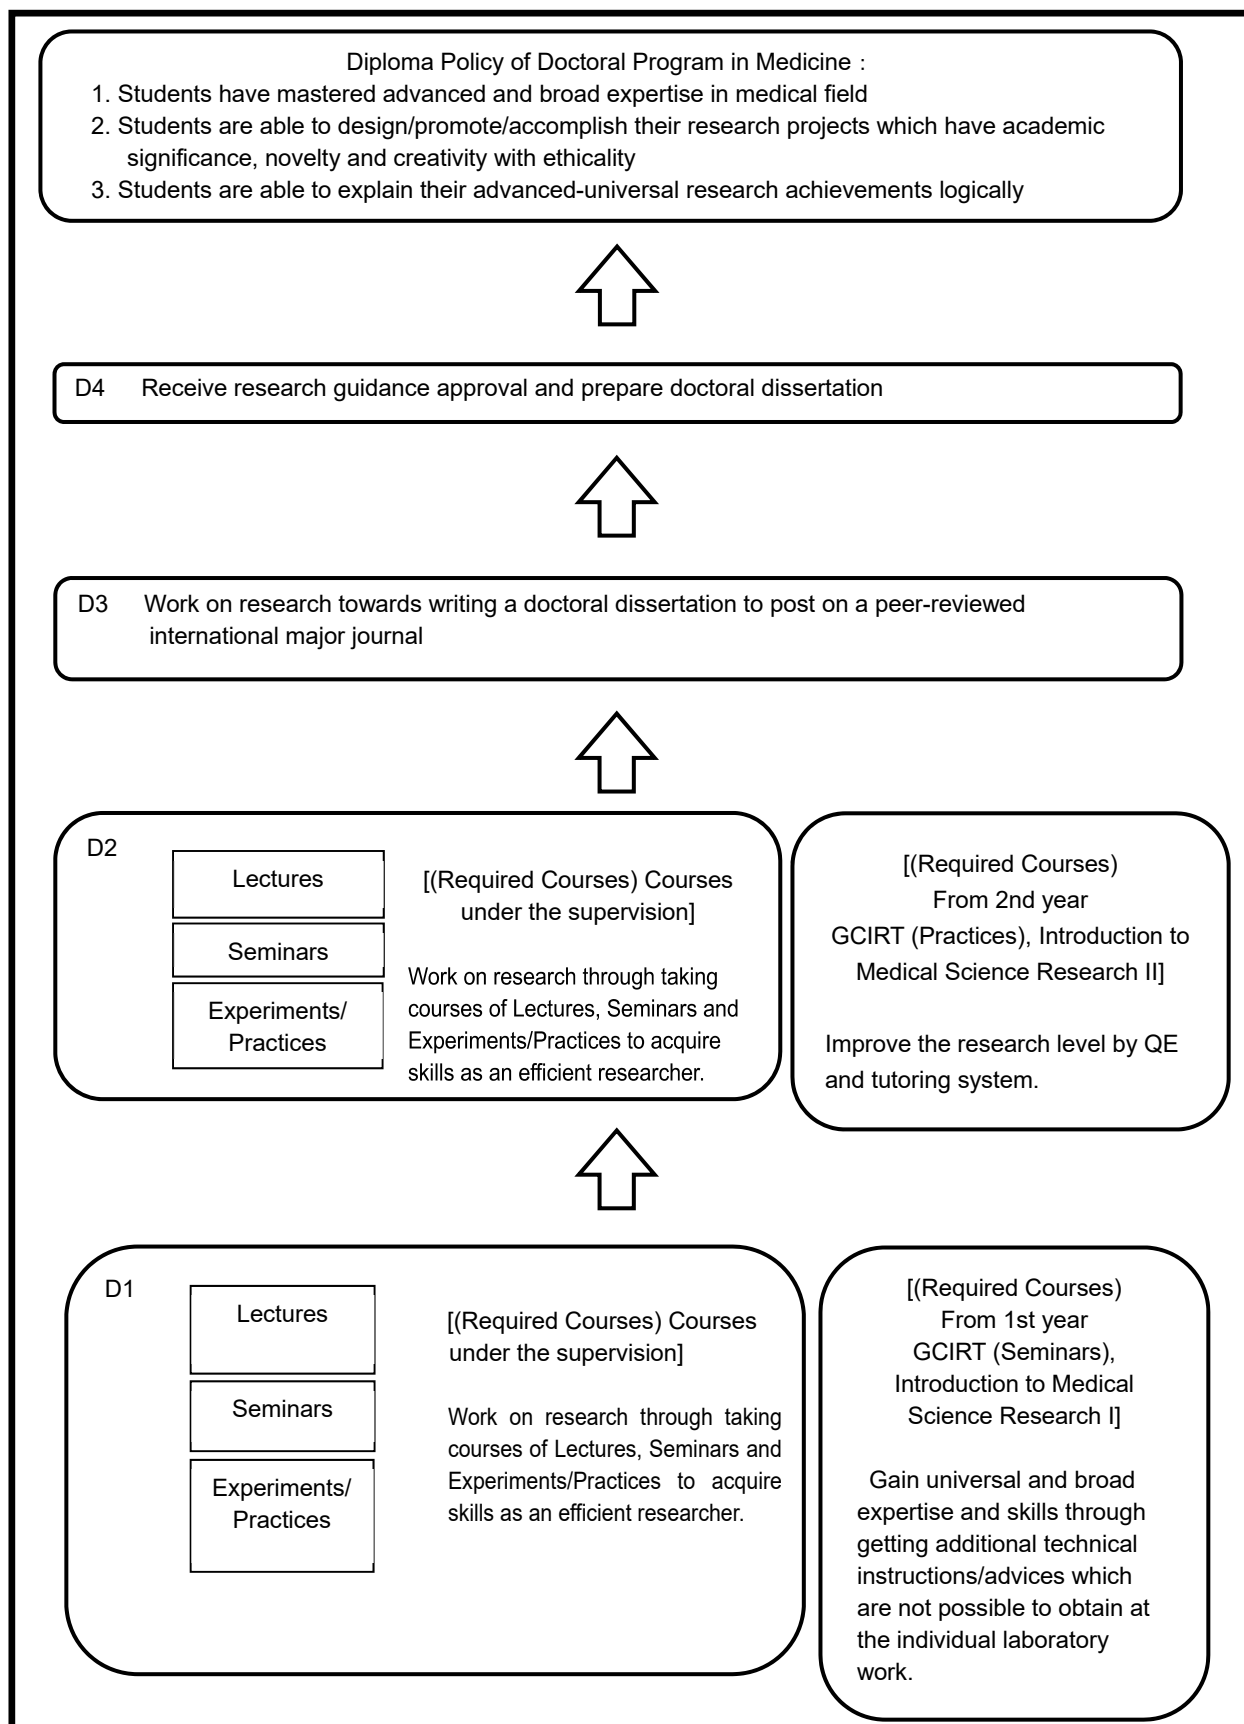 Diploma Policy of Doctoral Program in Medicine :
1. Students have mastered advanced and broad expertise in medical field
2. Students are able to design/promote/accomplish their research projects which have academic
significance, novelty and creativity with ethicality
3. Students are able to explain their advanced-universal research achievements logically
D4 Receive research guidance approval and prepare doctoral dissertation
D3 Work on research towards writing a doctoral dissertation to post on a peer-reviewed
international major journal
D2
Lectures
Seminars
Experiments/
Practices
[(Required Courses) Courses
under the supervision]
Work on research through taking
courses of Lectures, Seminars and
Experiments/Practices to acquire
skills as an efficient researcher.
[(Required Courses)
From 2nd year
GCIRT (Practices), Introduction to
Medical Science Research II]
Improve the research level by QE
and tutoring system.
D1
Lectures
Seminars
Experiments/
Practices
[(Required Courses) Courses
under the supervision]
Work on research through taking
courses of Lectures, Seminars and
Experiments/Practices to acquire
skills as an efficient researcher.
[(Required Courses)
From 1st year
GCIRT (Seminars),
Introduction to Medical
Science Research I]
Gain universal and broad
expertise and skills through
getting additional technical
instructions/advices which
are not possible to obtain at
the individual laboratory
work.